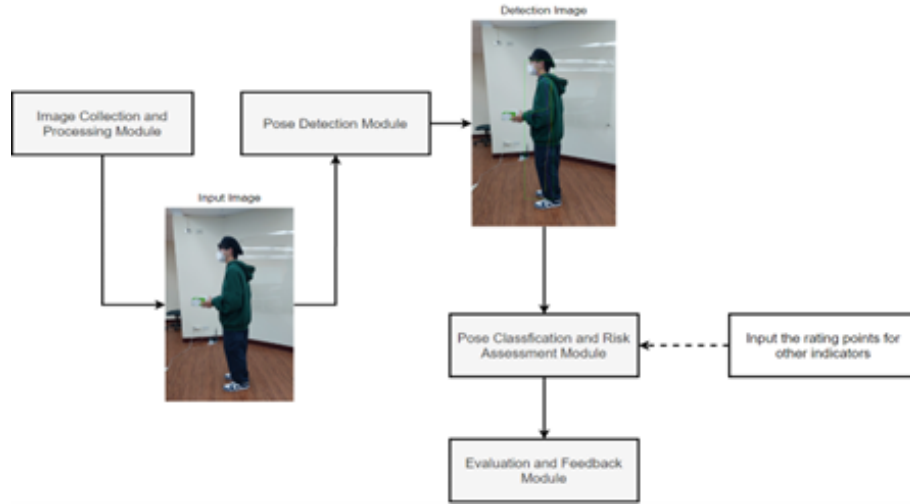 Detection Image
Image Collection and
Processing Module
Pose Detection Module
Input Image
Pose Classfication and Risk
Assessment Module
Input the rating points for
other indicators
Evaluation and Feedback
Module